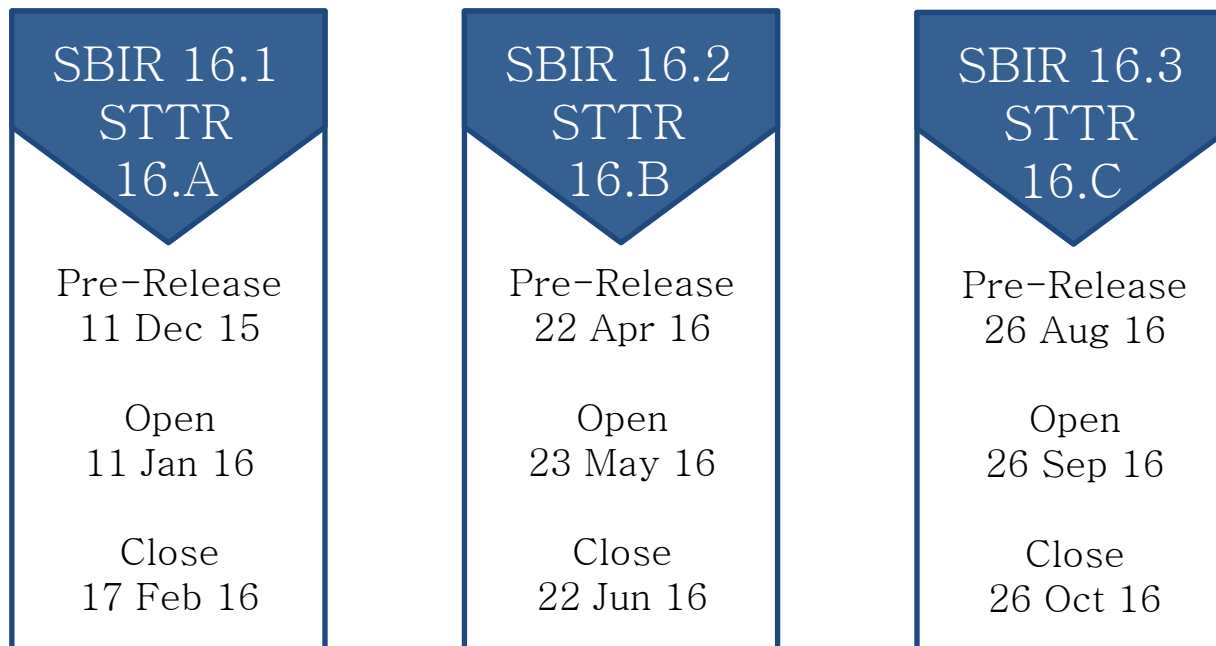 SBIR 16.1
STTR
16.A
Pre-Release
11 Dec 15
Open
11 Jan 16
Close
17 Feb 16
SBIR 16.2
STTR
16.B
Pre-Release
22 Apr 16
Open
23 May 16
Close
22 Jun 16
SBIR 16.3
STTR
16.C
Pre-Release
26 Aug 16
Open
26 Sep 16
Close
26 Oct 16